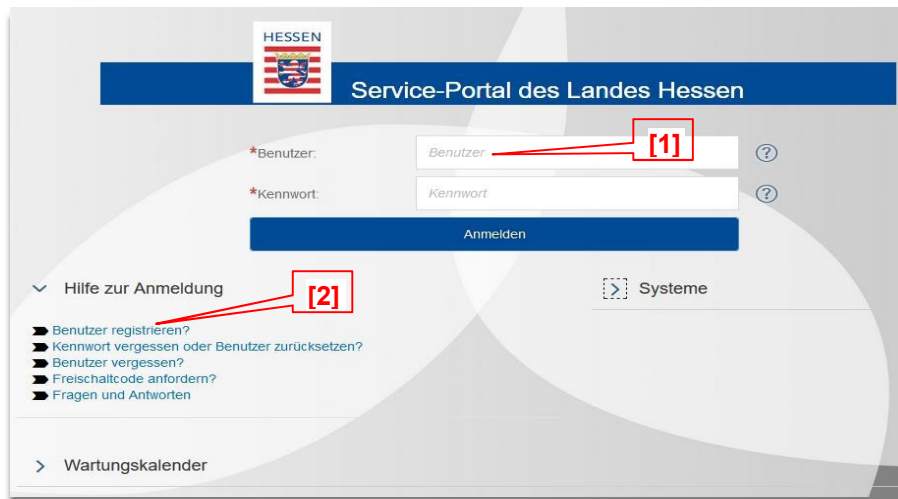 HESSEN
Service-Portal des Landes Hessen
*Benutzer: Benutzer [1] ?
*Kennwort: Kennwort ?
Anmelden
Hilfe zur Anmeldung [2] Systeme
Benutzer registrieren?
Kennwort vergessen oder Benutzer zurücksetzen?
Benutzer vergessen?
Freischaltcode anfordern?
Fragen und Antworten
Wartungskalender